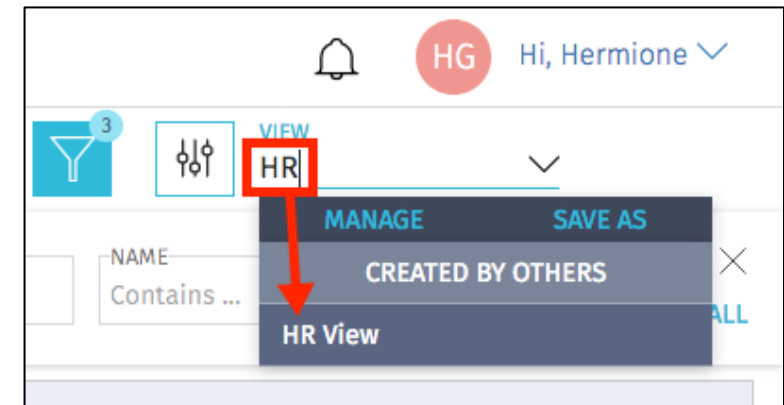 HG Hi, Hermione
3
VIEW
HR
MANAGE SAVE AS
CREATED BY OTHERS
NAME
Contains ...
ALL
HR View